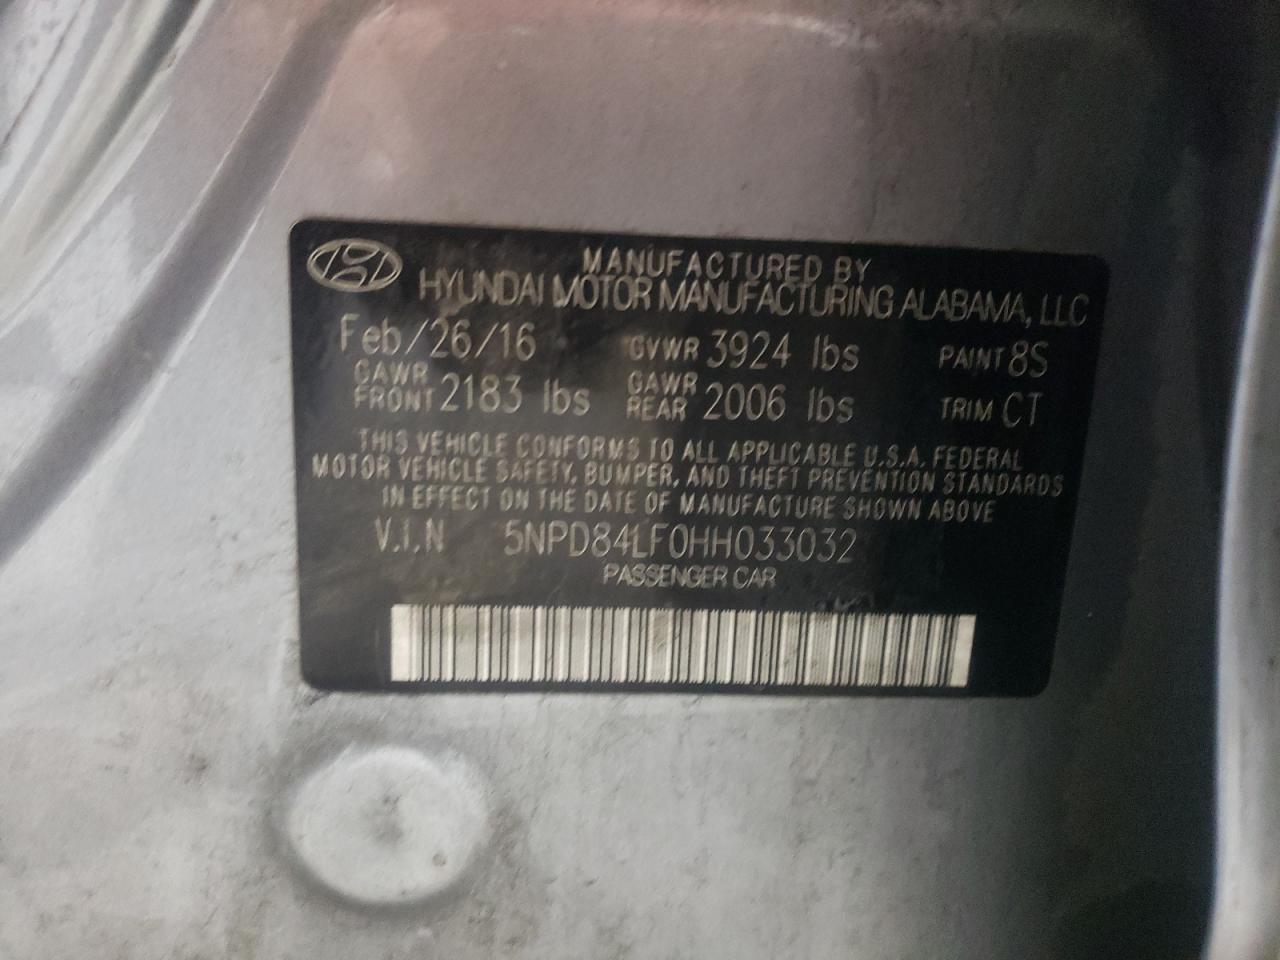 MANUFACTURED BY
HYUNDAI MOTOR MANUFACTURING ALABAMA, LLC
Feb/26/16 GVWR 3924 lbs PAINT 8S
GAWR FRONT 2183 lbs GAWR REAR 2006 lbs TRIM CT
THIS VEHICLE CONFORMS TO ALL APPLICABLE U.S.A. FEDERAL
MOTOR VEHICLE SAFETY, BUMPER, AND THEFT PREVENTION STANDARDS
IN EFFECT ON THE DATE OF MANUFACTURE SHOWN ABOVE
V.I.N 5NPD84LF0HH033032
PASSENGER CAR